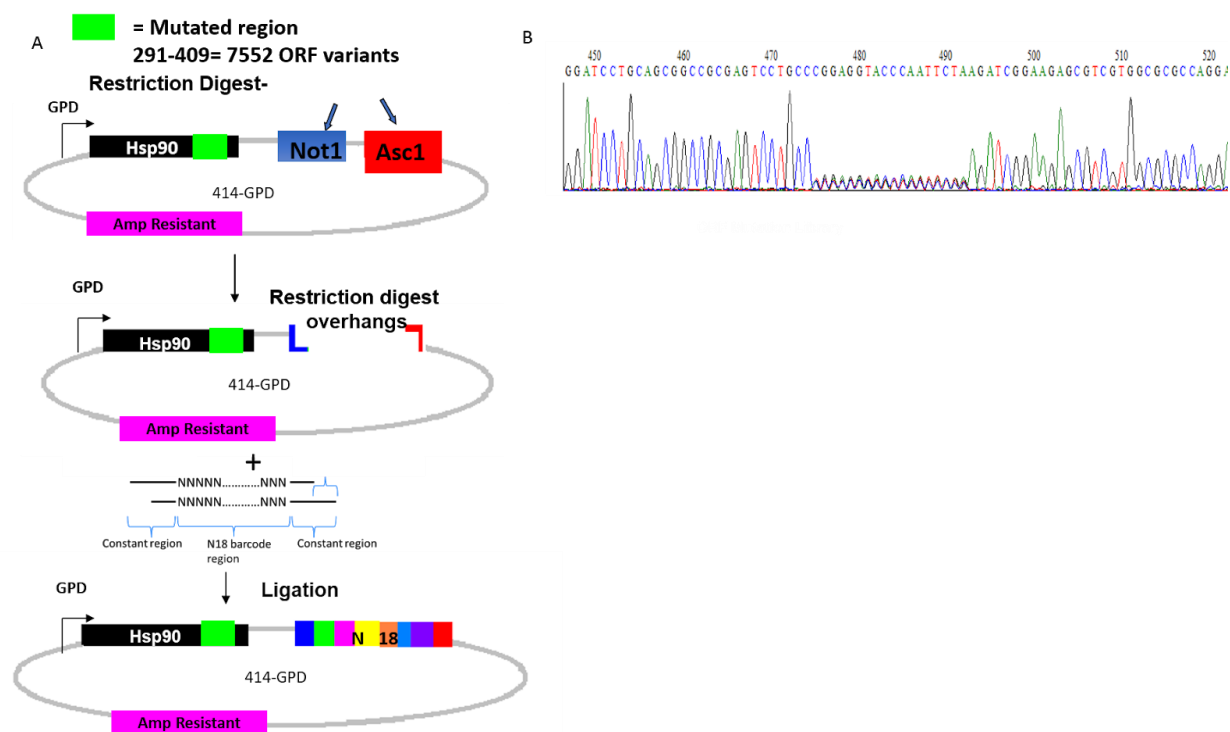 A
= Mutated region
291-409= 7552 ORF variants
Restriction Digest-
GPD
Hsp90
Not1
Asc1
414-GPD
Amp Resistant
GPD
Restriction digest
overhangs
Hsp90
414-GPD
Amp Resistant
+
NNNNN............NNN
NNNNN............NNN
Constant region
N18 barcode
region
Constant region
GPD
Ligation
Hsp90
N 18
414-GPD
Amp Resistant
B
450 460 470 480 490 500 510 520
GGATCCTGCAGCGGCCGCGAGTCCTGCCCGGAGGTACCCAATTCTAAGATCGGAAGAGCGTCGTGGCGCGCCAGGA